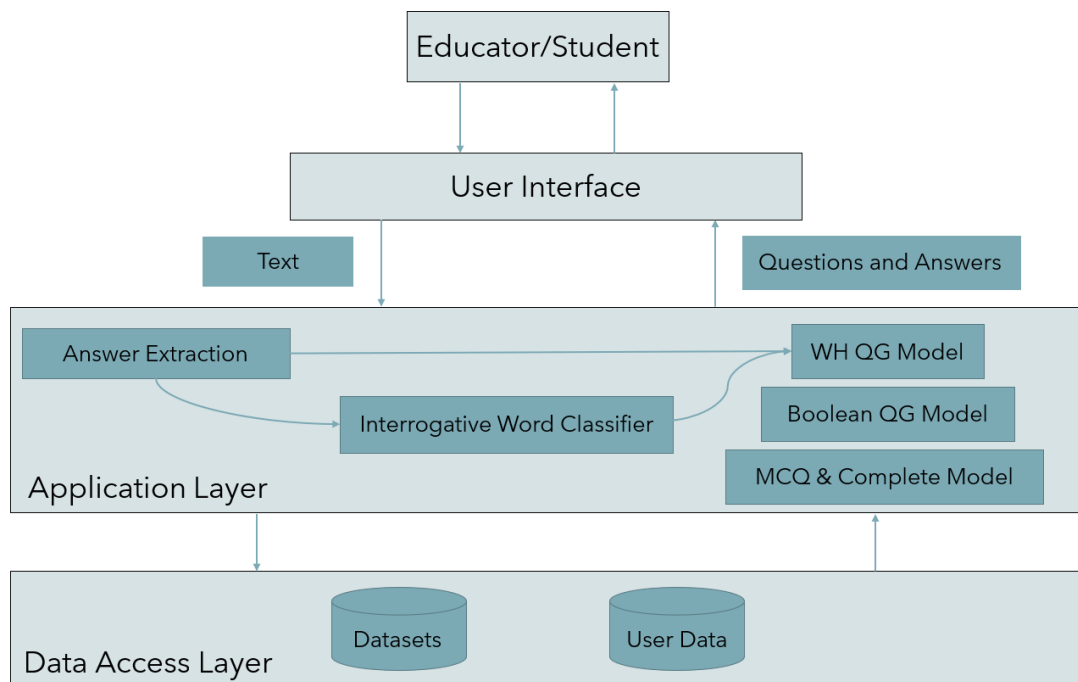 Educator/Student
User Interface
Text
Questions and Answers
Answer Extraction
WH QG Model
Interrogative Word Classifier
Boolean QG Model
MCQ & Complete Model
Application Layer
Datasets
User Data
Data Access Layer